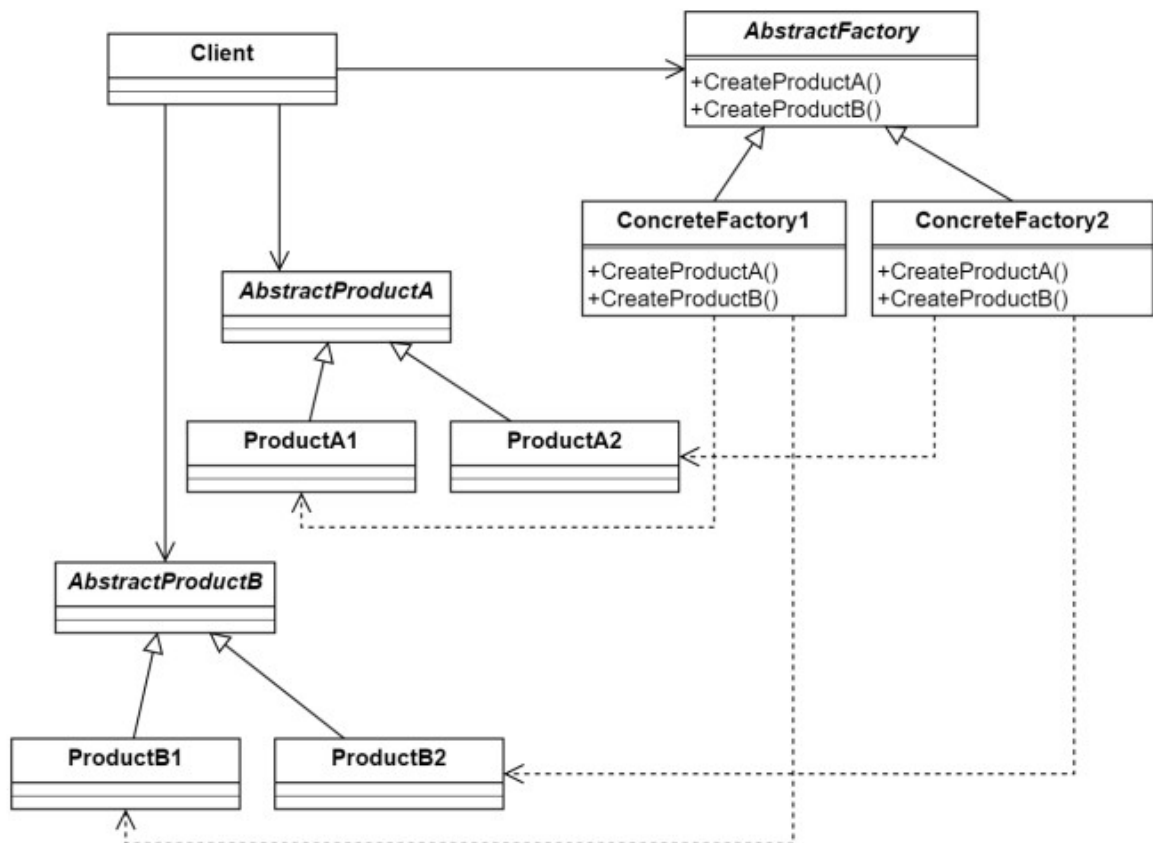 Client
AbstractFactory
+CreateProductA()
+CreateProductB()
ConcreteFactory1
+CreateProductA()
+CreateProductB()
ConcreteFactory2
+CreateProductA()
+CreateProductB()
AbstractProductA
ProductA1
ProductA2
AbstractProductB
ProductB1
ProductB2